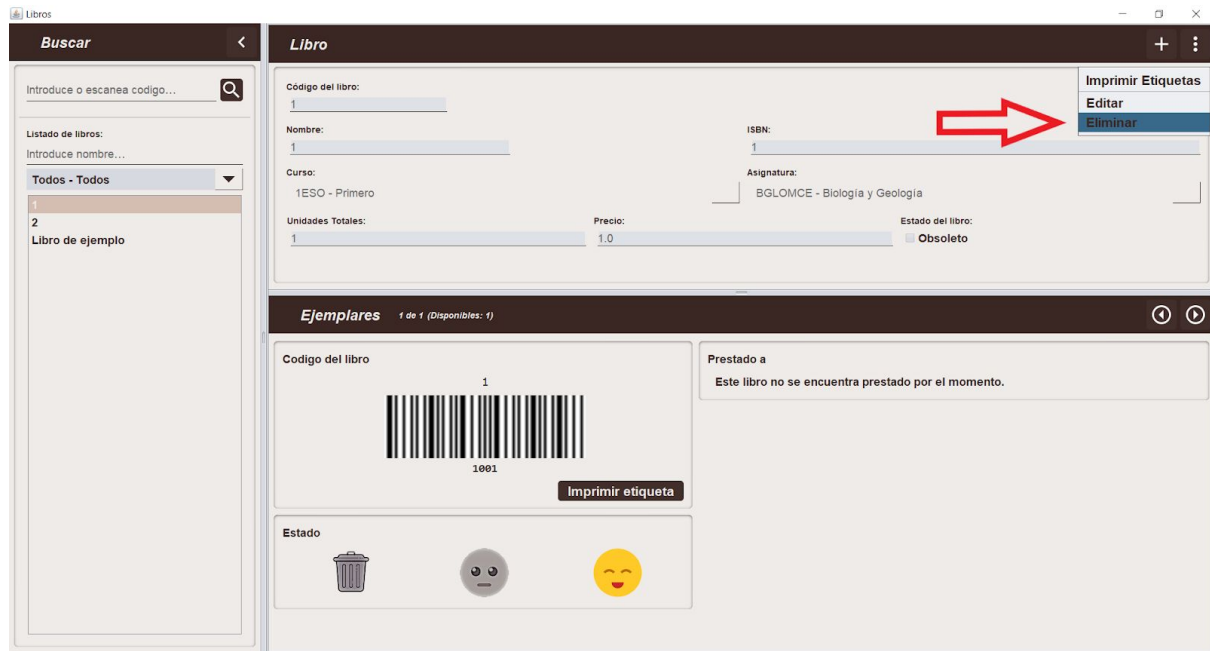 Libros
Buscar
Introduce o escanea codigo...
Listado de libros:
Introduce nombre...
Todos - Todos
1
2
Libro de ejemplo
Libro
Imprimir Etiquetas
Editar
Eliminar
Código del libro:
1
Nombre:
1
ISBN:
1
Curso:
1ESO - Primero
Asignatura:
BGLOMCE - Biología y Geología
Unidades Totales:
1
Precio:
1.0
Estado del libro:
Obsoleto
Ejemplares 1 de 1 (Disponibles: 1)
Codigo del libro
1
1001
Imprimir etiqueta
Prestado a
Este libro no se encuentra prestado por el momento.
Estado